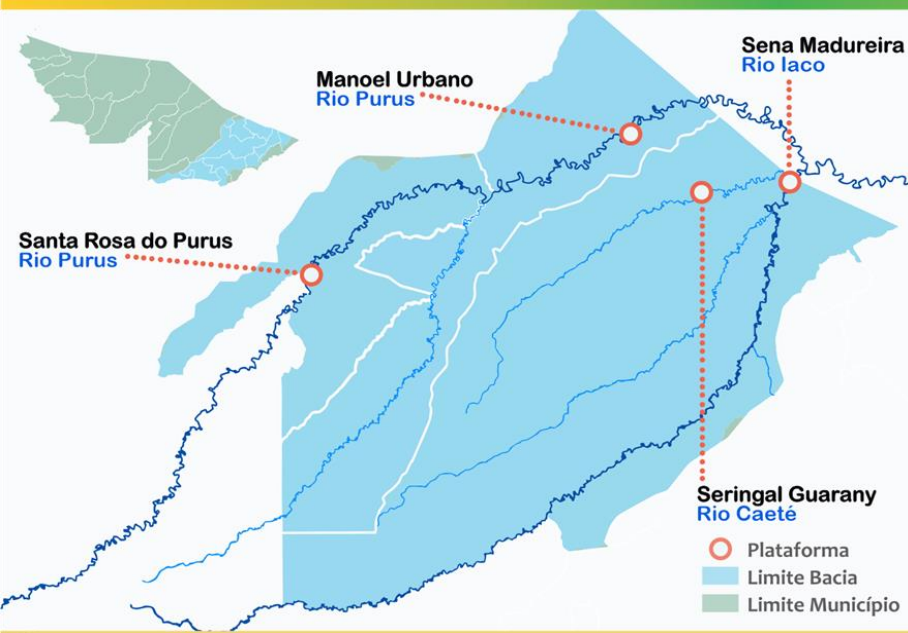 Sena Madureira
Rio Iaco
Manoel Urbano
Rio Purus
Santa Rosa do Purus
Rio Purus
Seringal Guarany
Rio Caeté
Plataforma
Limite Bacia
Limite Município